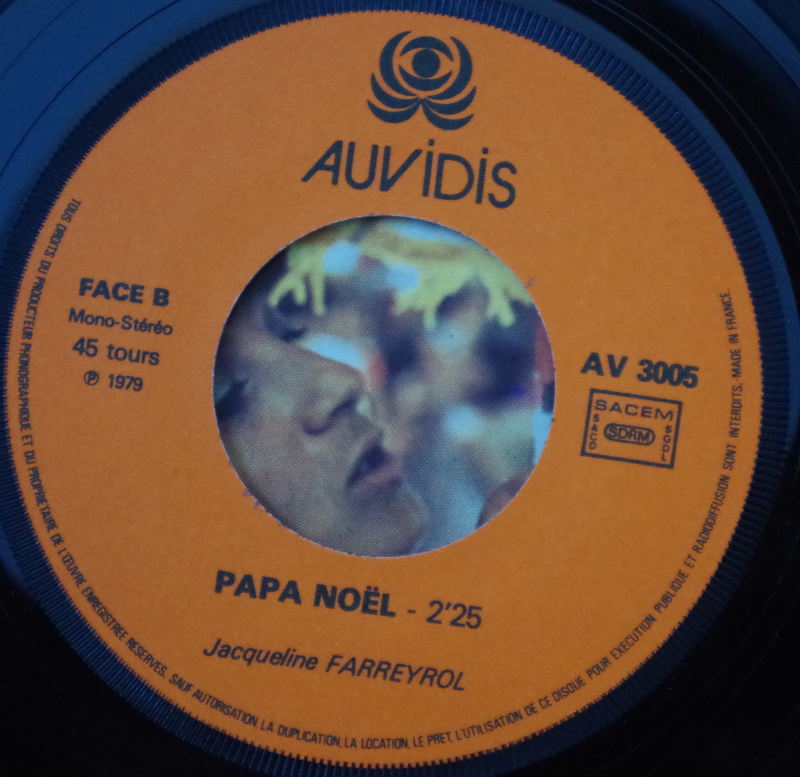 AUViDiS
FACE B
Mono-Stéréo
45 tours
℗ 1979
AV 3005
SACEM
SACD
SDRM
SGDL
PAPA NOËL - 2'25
Jacqueline FARREYROL
TOUS DROITS DU PRODUCTEUR PHONOGRAPHIQUE ET DU PROPRIETAIRE DE L'ŒUVRE ENREGISTREE RESERVES. SAUF AUTORISATION, LA DUPLICATION, LA LOCATION, LE PRET, L'UTILISATION DE CE DISQUE POUR EXECUTION PUBLIQUE ET RADIODIFFUSION SONT INTERDITS. MADE IN FRANCE.